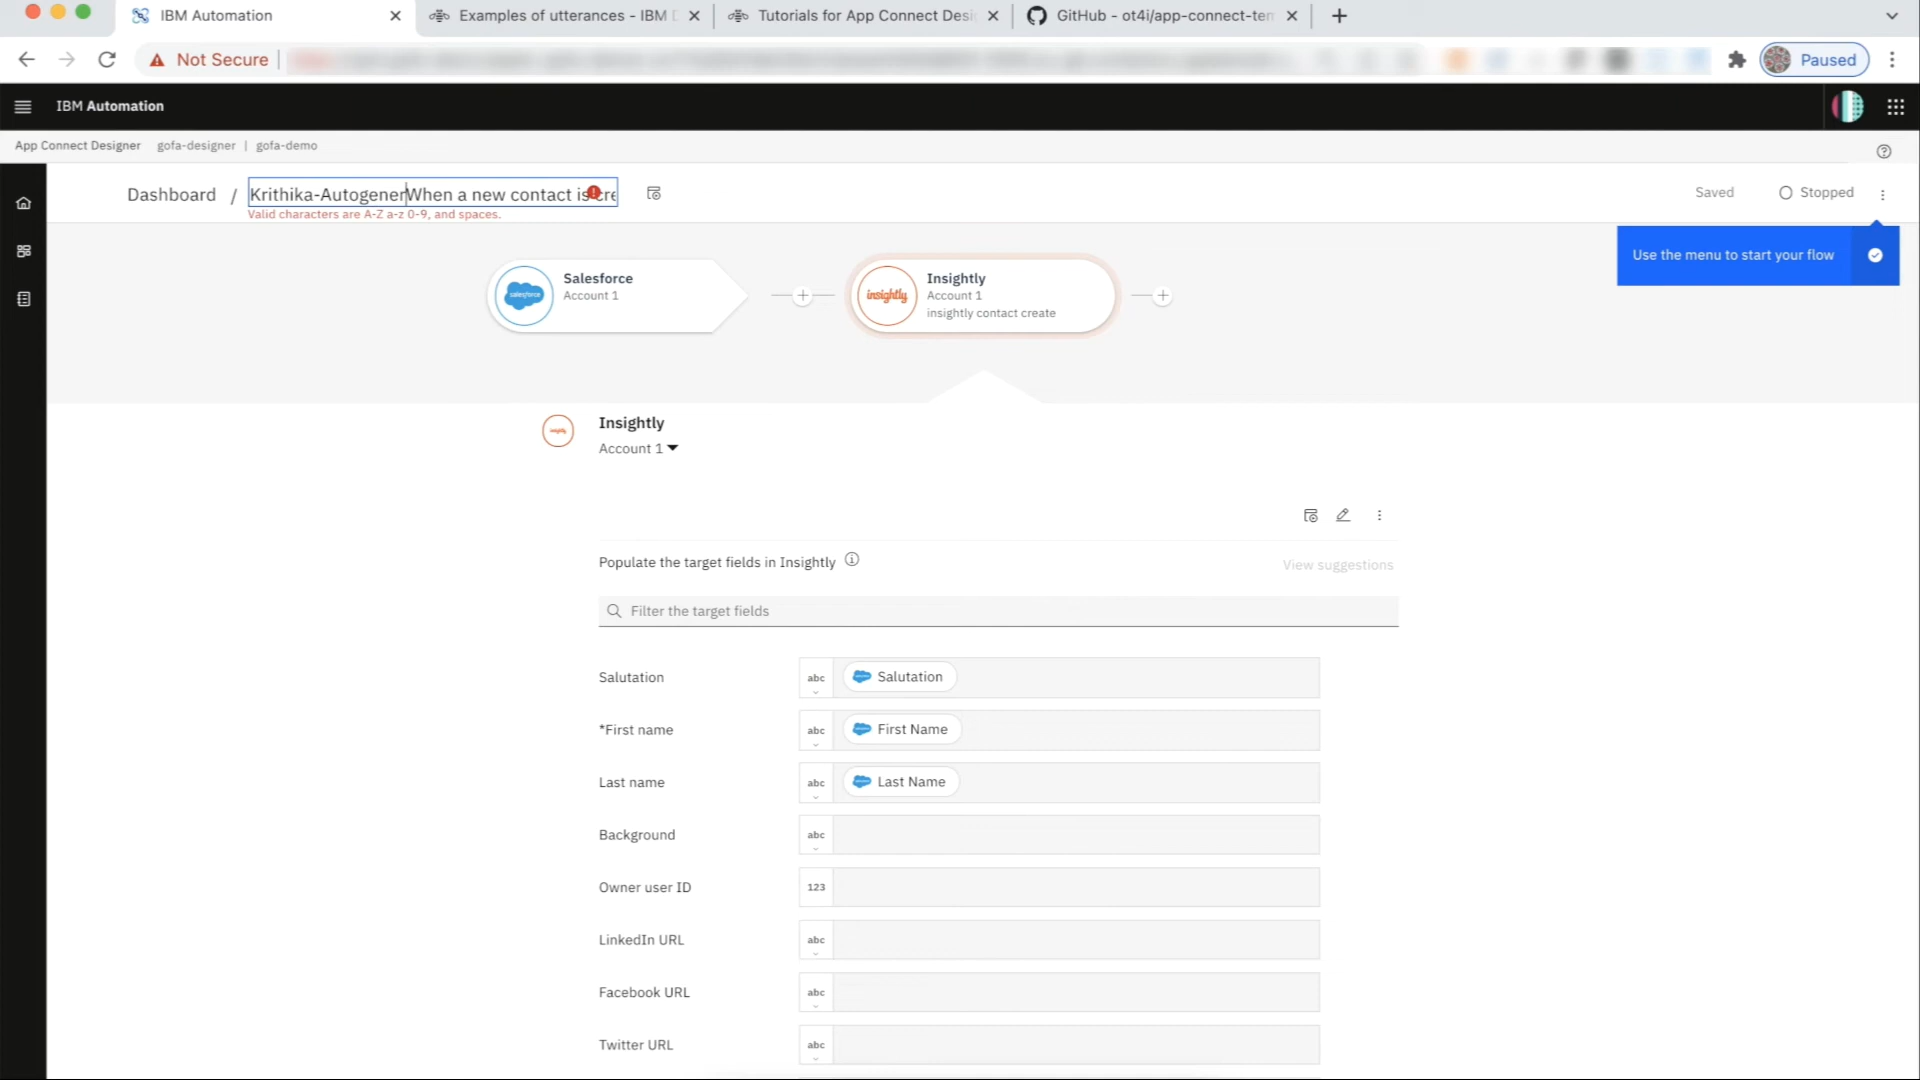 IBM Automation
Examples of utterances - IBM D
Tutorials for App Connect Desi
GitHub - ot4i/app-connect-tem
Not Secure
Paused
IBM Automation
App Connect Designer gofa-designer | gofa-demo
Dashboard / Krithika-AutogenerWhen a new contact is cre
Valid characters are A-Z a-z 0-9, and spaces.
Saved
Stopped
Use the menu to start your flow
salesforce
Salesforce
Account 1
insightly
Insightly
Account 1
insightly contact create
Insightly
Account 1
Populate the target fields in Insightly
View suggestions
Filter the target fields
Salutation abc Salutation
*First name abc First Name
Last name abc Last Name
Background abc
Owner user ID 123
LinkedIn URL abc
Facebook URL abc
Twitter URL abc